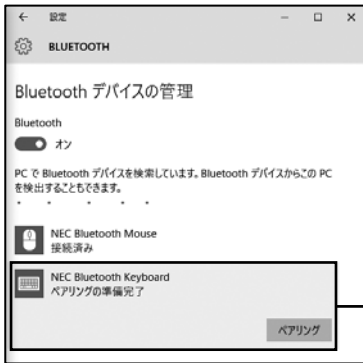 設定
BLUETOOTH
Bluetooth デバイスの管理
Bluetooth
オン
PC で Bluetooth デバイスを検索しています。Bluetooth デバイスからこの PC
を検出することもできます。
NEC Bluetooth Mouse
接続済み
NEC Bluetooth Keyboard
ペアリングの準備完了
ペアリング